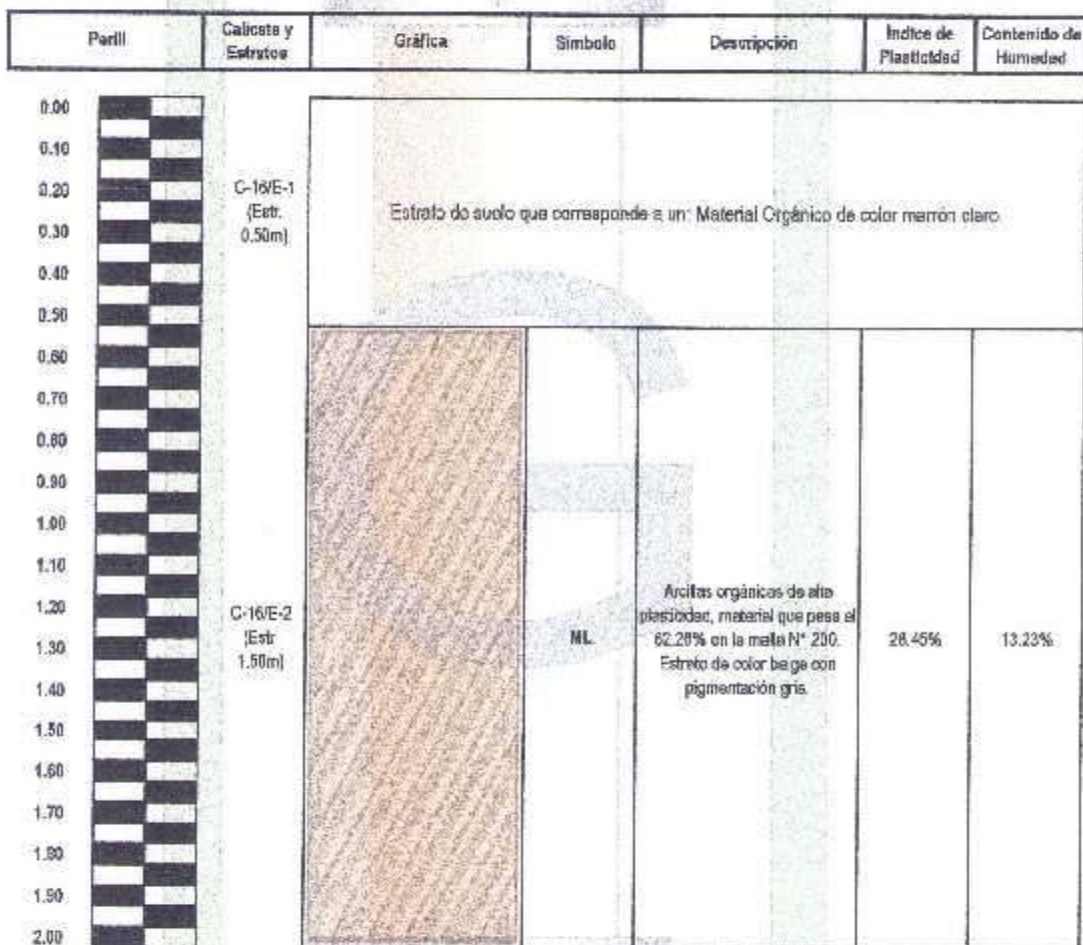 Perfil
Calicata y Estratos
Gráfica
Símbolo
Descripción
Índice de Plasticidad
Contenido de Humedad
0.00
0.10
0.20
0.30
0.40
0.50
0.60
0.70
0.80
0.90
1.00
1.10
1.20
1.30
1.40
1.50
1.60
1.70
1.80
1.90
2.00
C-16/E-1
(Estr.
0.50m)
Estrato de suelo que corresponde a un: Material Orgánico de color marrón claro.
C-16/E-2
(Estr
1.50m)
ML
Arcillas orgánicas de alta
plasticidad, material que pasa el
62.28% en la malla N° 200.
Estrato de color beige con
pigmentación gris.
26.45%
13.23%